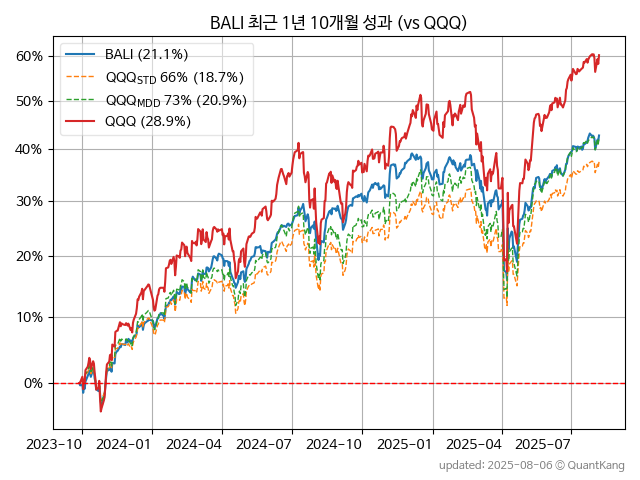 BALI 최근 1년 10개월 성과 (vs QQQ)
BALI (21.1%)
QQQSTD 66% (18.7%)
QQQMDD 73% (20.9%)
QQQ (28.9%)
60%
50%
40%
30%
20%
10%
0%
2023-10 2024-01 2024-04 2024-07 2024-10 2025-01 2025-04 2025-07
updated: 2025-08-06 © QuantKang